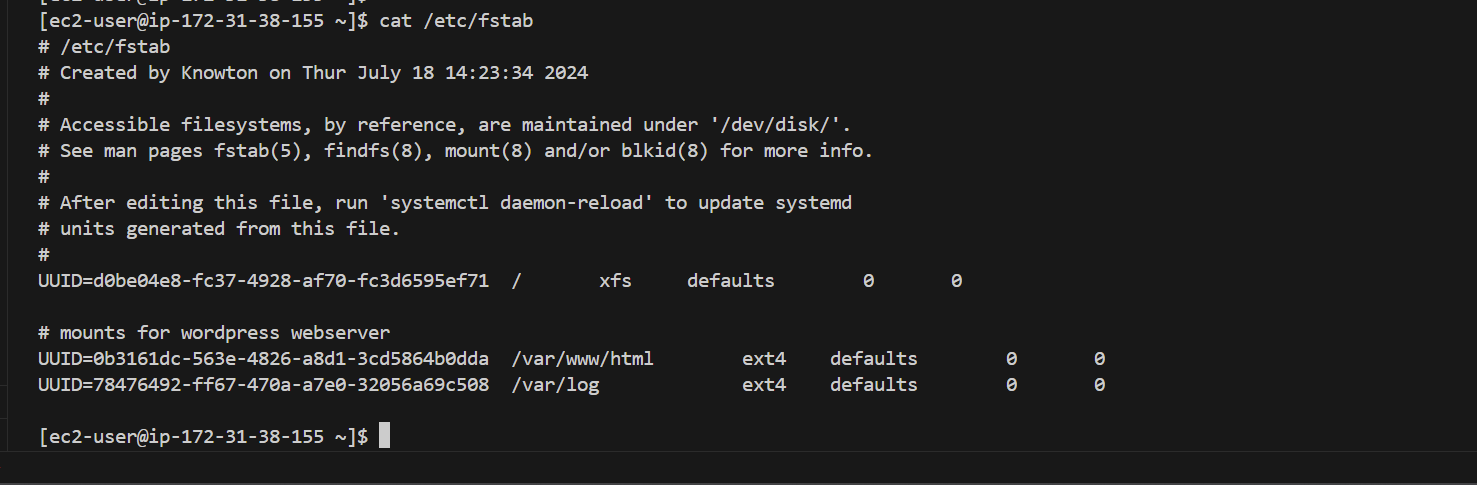 [ec2-user@ip-172-31-38-155 ~]$ cat /etc/fstab
# /etc/fstab
# Created by Knowton on Thur July 18 14:23:34 2024
#
# Accessible filesystems, by reference, are maintained under '/dev/disk/'.
# See man pages fstab(5), findfs(8), mount(8) and/or blkid(8) for more info.
#
# After editing this file, run 'systemctl daemon-reload' to update systemd
# units generated from this file.
#
UUID=d0be04e8-fc37-4928-af70-fc3d6595ef71  /       xfs     defaults        0       0
# mounts for wordpress webserver
UUID=0b3161dc-563e-4826-a8d1-3cd5864b0dda  /var/www/html        ext4    defaults        0       0
UUID=78476492-ff67-470a-a7e0-32056a69c508  /var/log             ext4    defaults        0       0
[ec2-user@ip-172-31-38-155 ~]$